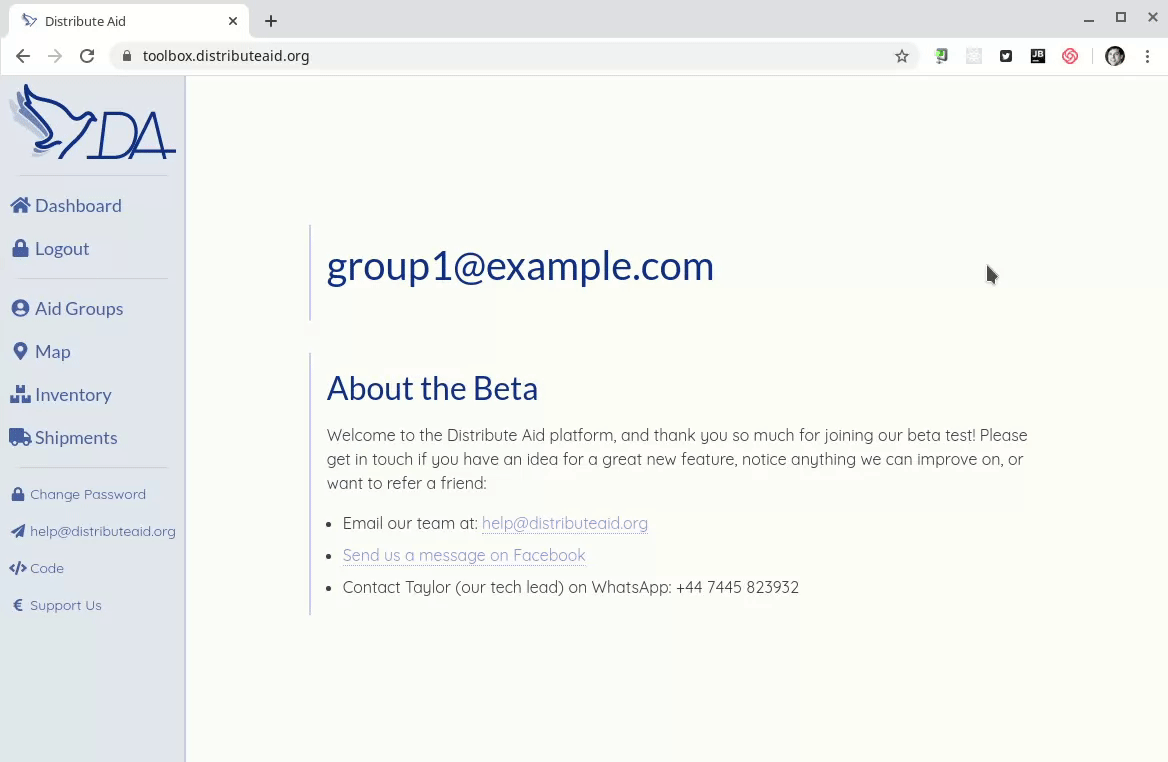 Distribute Aid
toolbox.distributeaid.org
JB
DA
Dashboard
Logout
Aid Groups
Map
Inventory
Shipments
Change Password
help@distributeaid.org
Code
€ Support Us
group1@example.com
About the Beta
Welcome to the Distribute Aid platform, and thank you so much for joining our beta test! Please
get in touch if you have an idea for a great new feature, notice anything we can improve on, or
want to refer a friend:
• Email our team at: help@distributeaid.org
• Send us a message on Facebook
• Contact Taylor (our tech lead) on WhatsApp: +44 7445 823932